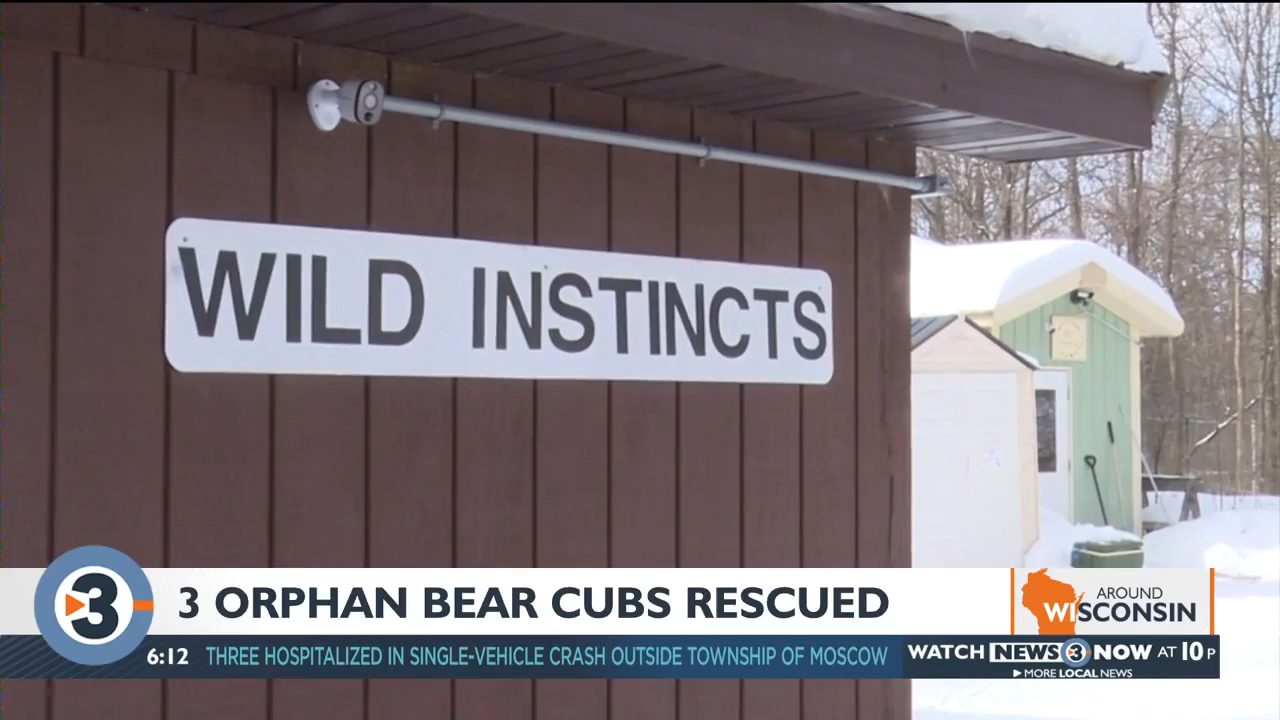 WILD INSTINCTS
3
3 ORPHAN BEAR CUBS RESCUED
AROUND
WISCONSIN
6:12 THREE HOSPITALIZED IN SINGLE-VEHICLE CRASH OUTSIDE TOWNSHIP OF MOSCOW
WATCH NEWS 3 NOW AT 10P
MORE LOCAL NEWS